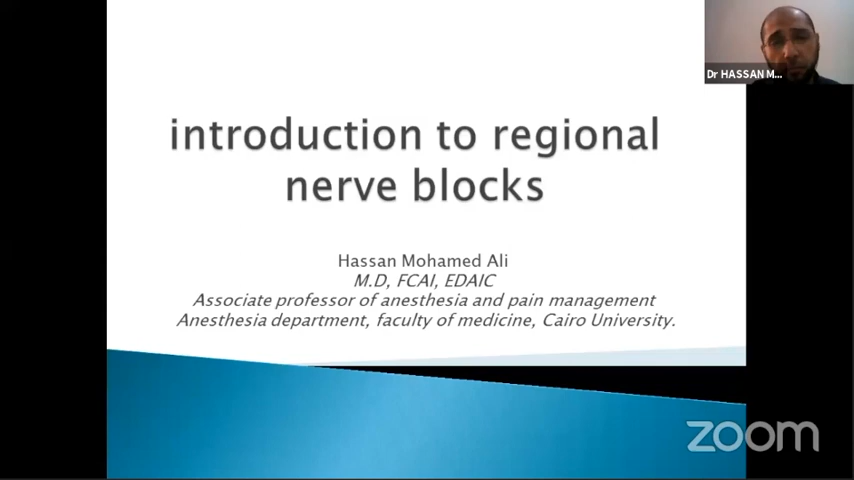 Dr HASSAN M...
introduction to regional
nerve blocks
Hassan Mohamed Ali
M.D, FCAI, EDAIC
Associate professor of anesthesia and pain management
Anesthesia department, faculty of medicine, Cairo University.
zoom